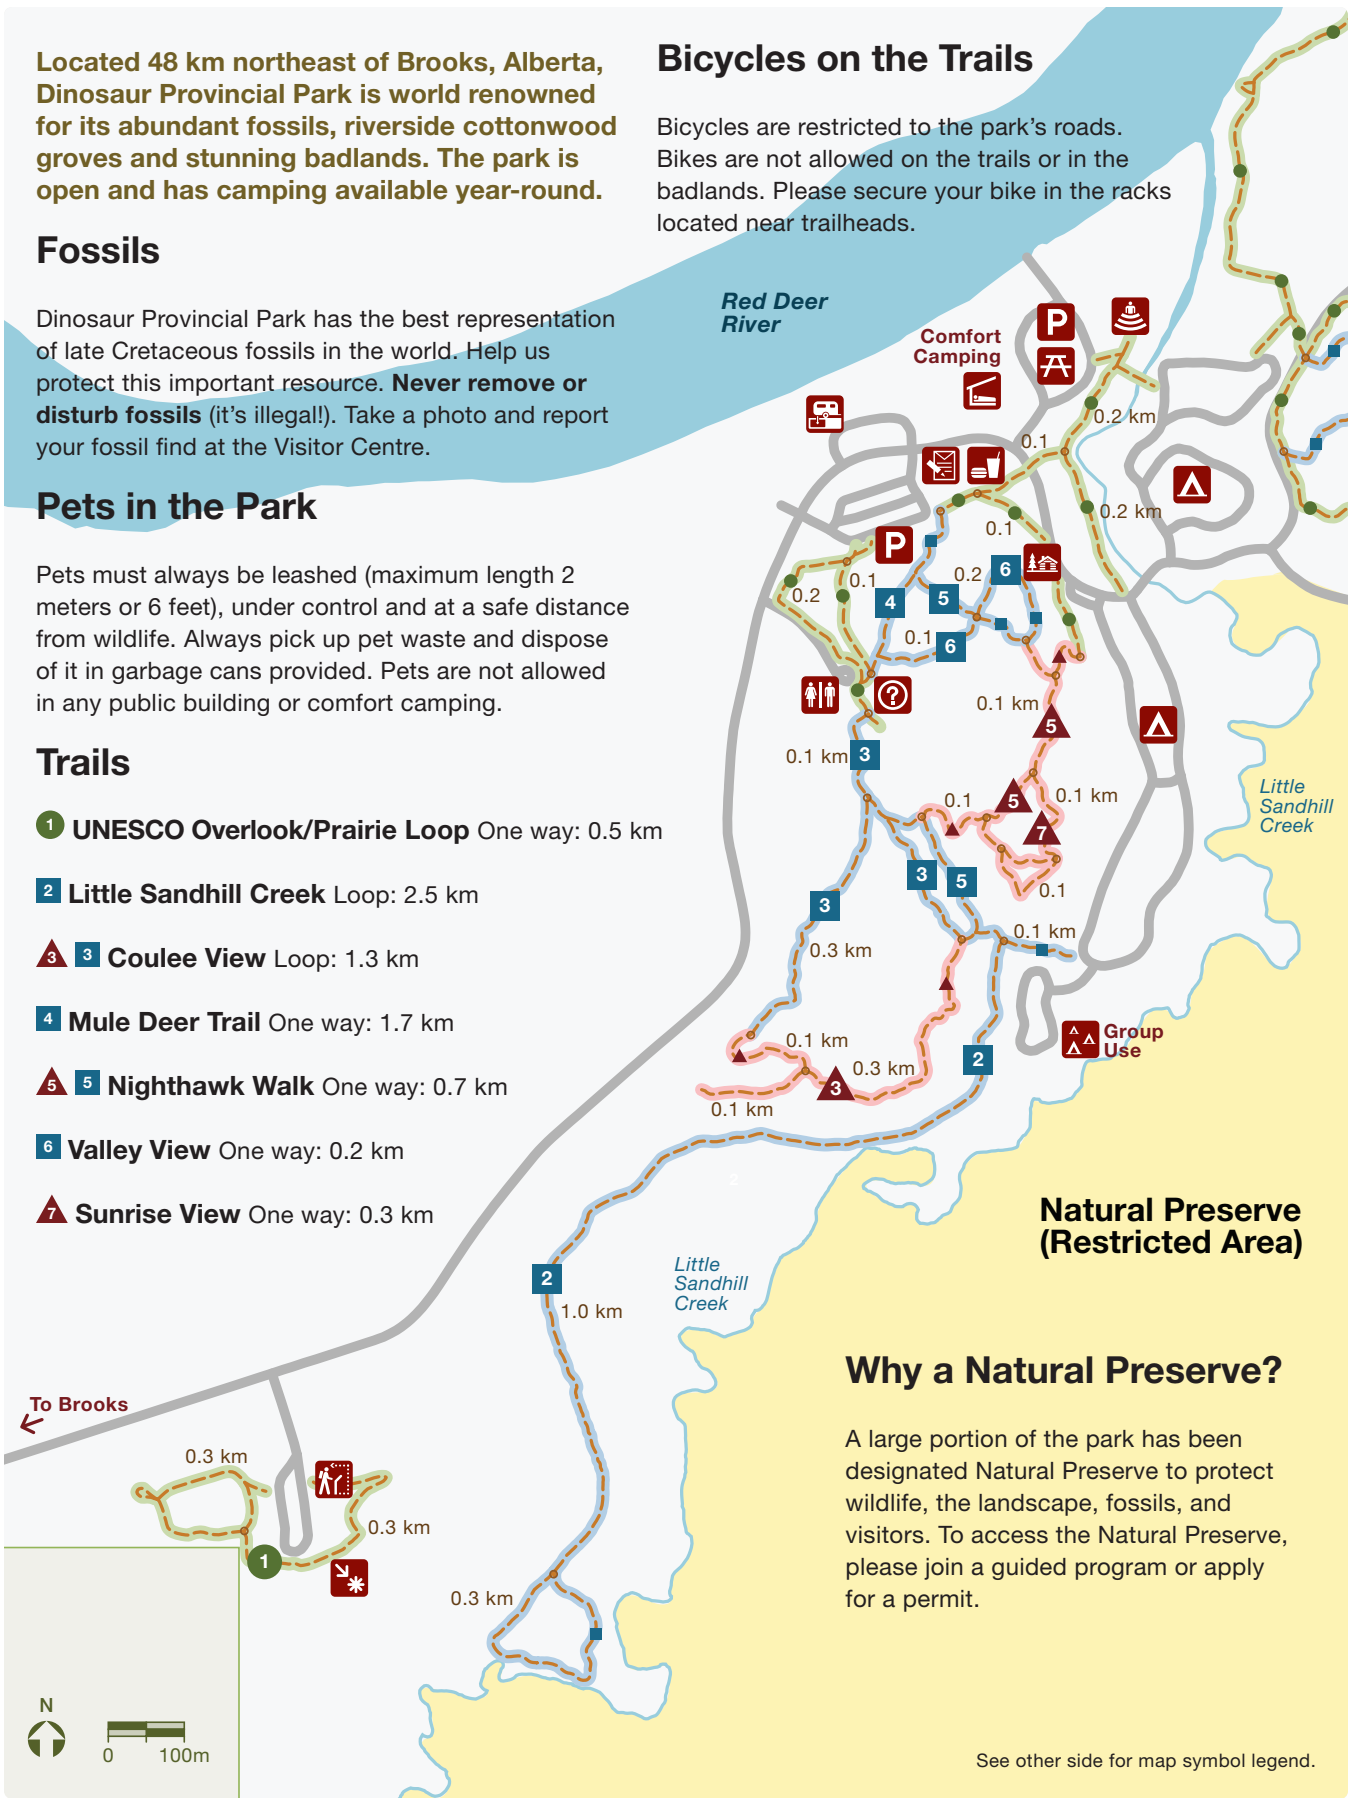 Located 48 km northeast of Brooks, Alberta,
Dinosaur Provincial Park is world renowned
for its abundant fossils, riverside cottonwood
groves and stunning badlands. The park is
open and has camping available year-round.
Fossils
Dinosaur Provincial Park has the best representation
of late Cretaceous fossils in the world. Help us
protect this important resource. Never remove or
disturb fossils (it's illegal!). Take a photo and report
your fossil find at the Visitor Centre.
Pets in the Park
Pets must always be leashed (maximum length 2
meters or 6 feet), under control and at a safe distance
from wildlife. Always pick up pet waste and dispose
of it in garbage cans provided. Pets are not allowed
in any public building or comfort camping.
Trails
1 UNESCO Overlook/Prairie Loop One way: 0.5 km
2 Little Sandhill Creek Loop: 2.5 km
3 3 Coulee View Loop: 1.3 km
4 Mule Deer Trail One way: 1.7 km
5 5 Nighthawk Walk One way: 0.7 km
6 Valley View One way: 0.2 km
7 Sunrise View One way: 0.3 km
Bicycles on the Trails
Bicycles are restricted to the park's roads.
Bikes are not allowed on the trails or in the
badlands. Please secure your bike in the racks
located near trailheads.
Red Deer
River
Comfort
Camping
P
0.2 km
0.1
0.2 km
0.1
P
0.1
0.2
0.2
6
4
5
0.1
6
?
0.1 km
5
0.1 km
3
0.1
5
0.1 km
7
0.1
3
5
3
0.1 km
0.3 km
Little
Sandhill
Creek
0.1 km
0.3 km
3
0.1 km
2
Group
Use
2
2
1.0 km
Little
Sandhill
Creek
Natural Preserve
(Restricted Area)
Why a Natural Preserve?
A large portion of the park has been
designated Natural Preserve to protect
wildlife, the landscape, fossils, and
visitors. To access the Natural Preserve,
please join a guided program or apply
for a permit.
To Brooks
0.3 km
0.3 km
1
0.3 km
N
0 100m
See other side for map symbol legend.